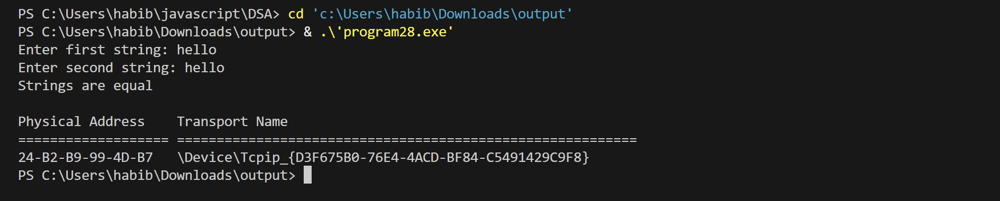 PS C:\Users\habib\javascript\DSA> cd 'c:\Users\habib\Downloads\output'
PS C:\Users\habib\Downloads\output> & .\'program28.exe'
Enter first string: hello
Enter second string: hello
Strings are equal
Physical Address    Transport Name
=================== ==========================================================
24-B2-B9-99-4D-B7   \Device\Tcpip_{D3F675B0-76E4-4ACD-BF84-C5491429C9F8}
PS C:\Users\habib\Downloads\output>